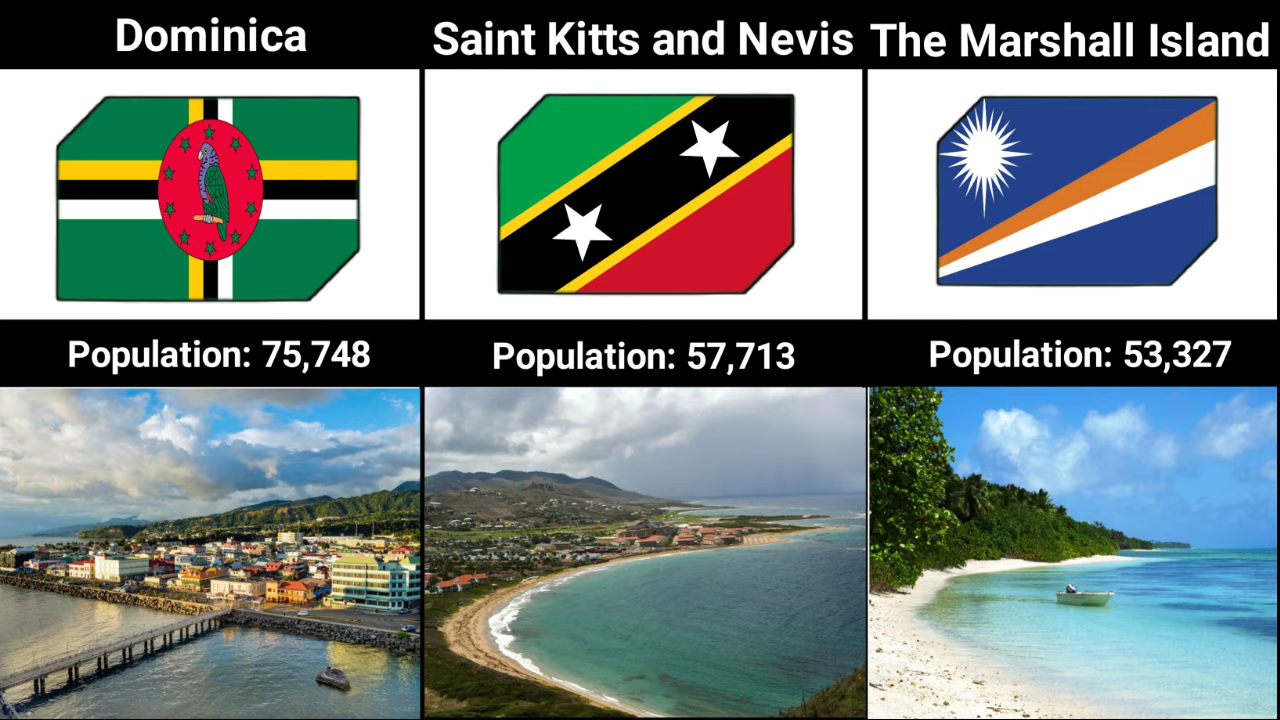 Dominica
Saint Kitts and Nevis
The Marshall Island
Population: 75,748
Population: 57,713
Population: 53,327